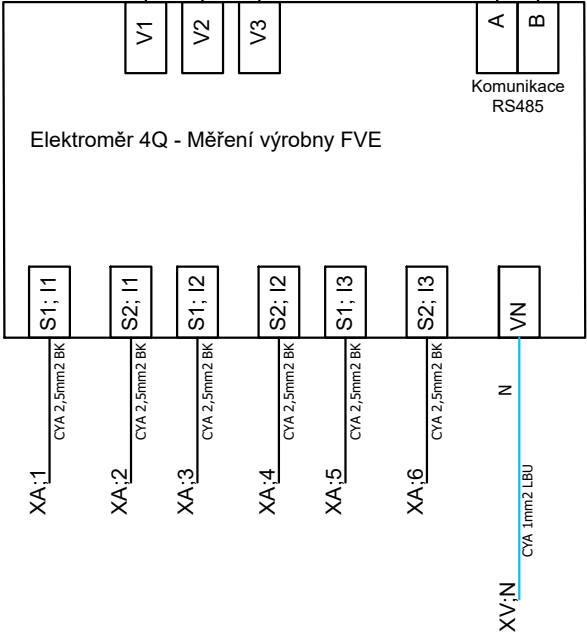 V1
V2
V3
A
B
Komunikace
RS485
Elektroměr 4Q - Měření výrobny FVE
S1; I1
S2; I1
S1; I2
S2; I2
S1; I3
S2; I3
VN
CYA 2,5mm2 BK
CYA 2,5mm2 BK
CYA 2,5mm2 BK
CYA 2,5mm2 BK
CYA 2,5mm2 BK
CYA 2,5mm2 BK
N
XA;1
XA;2
XA;3
XA;4
XA;5
XA;6
CYA 1mm2 LBU
XV;N